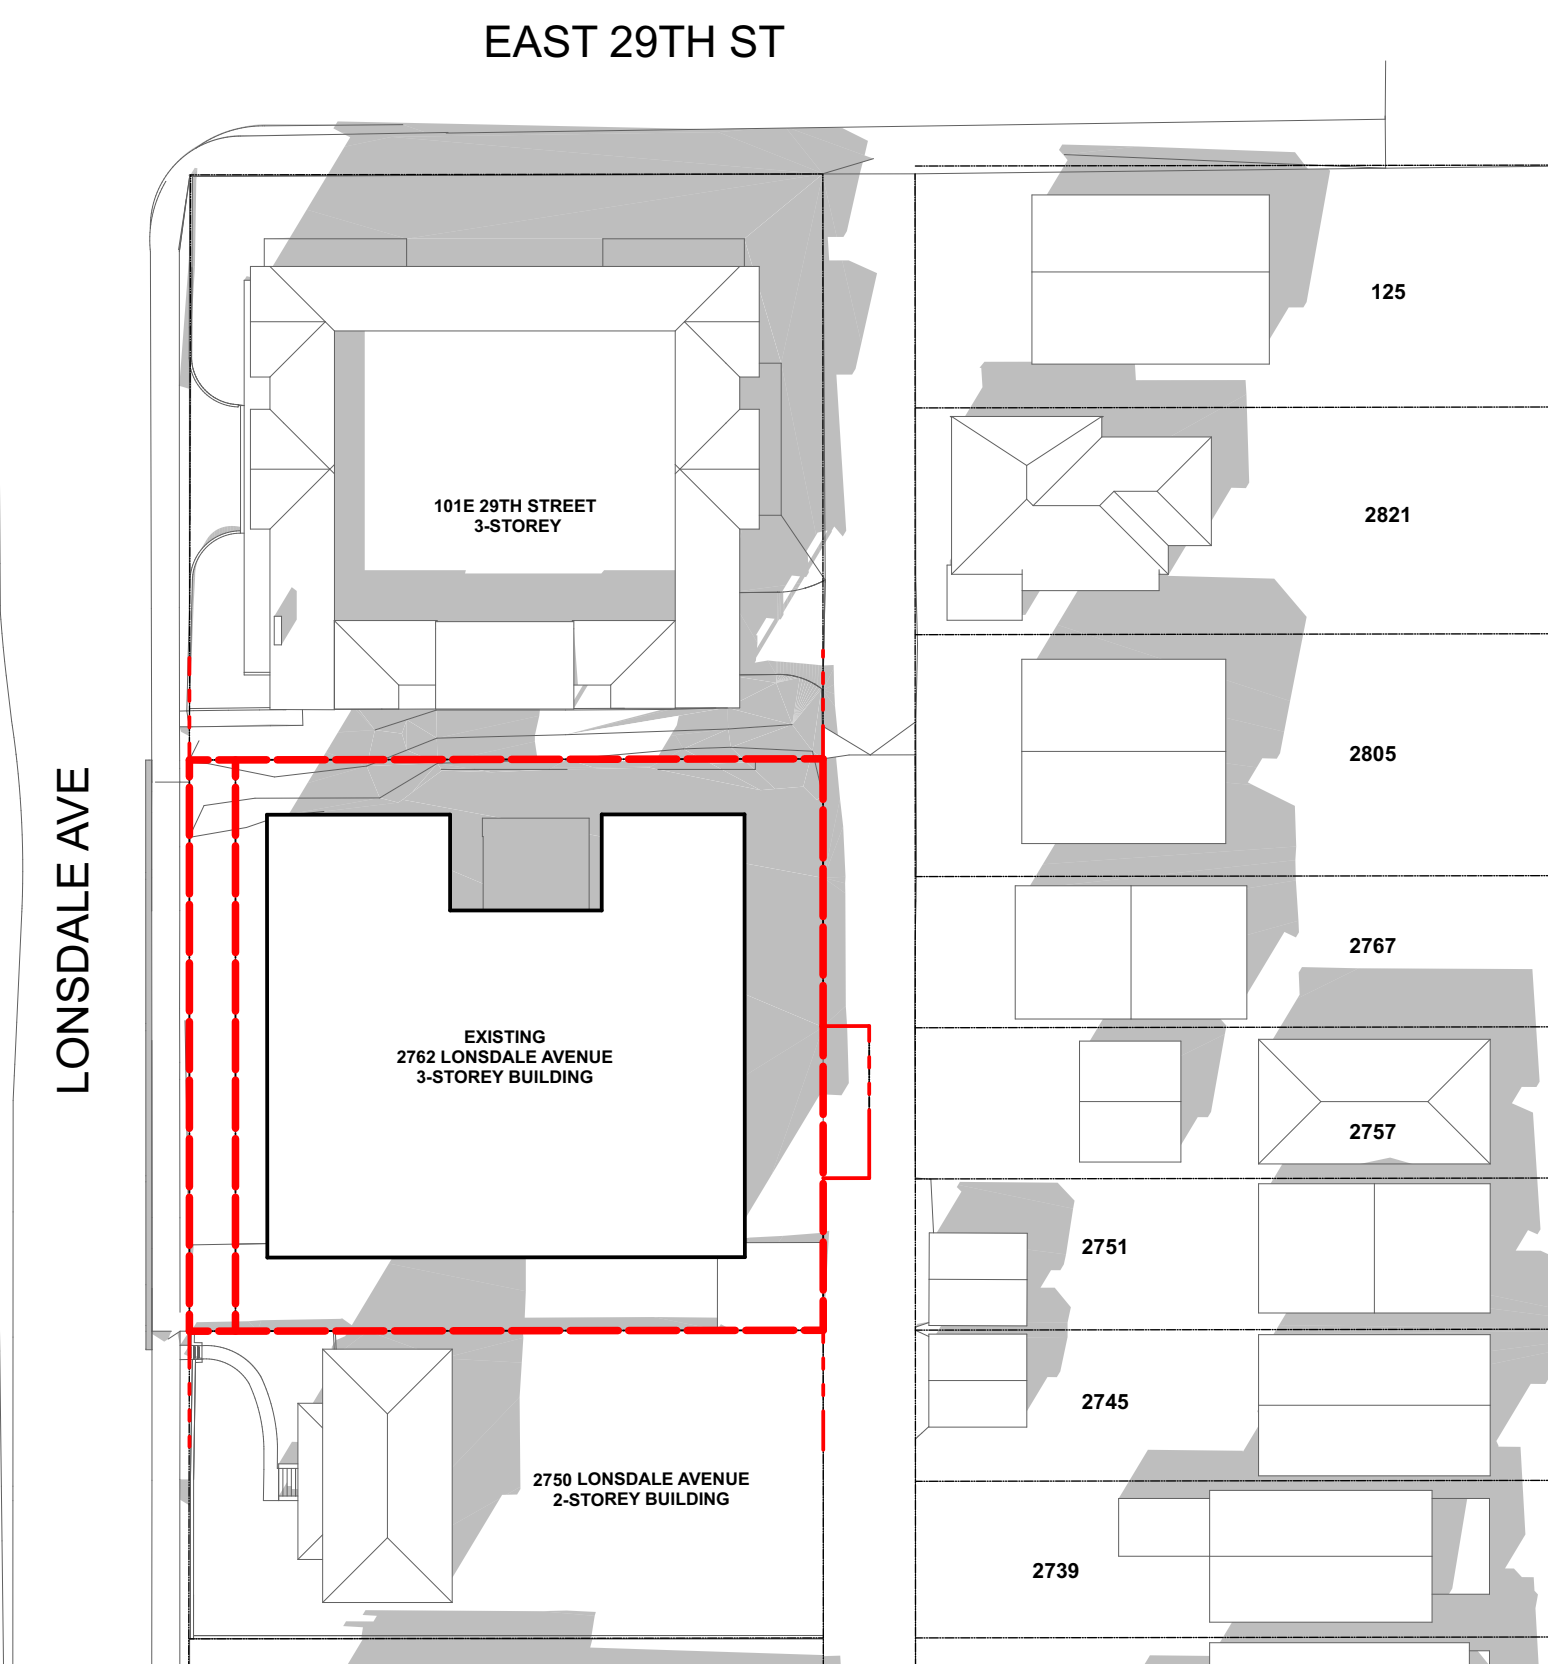 EAST 29TH ST
125
101E 29TH STREET
3-STOREY
2821
2805
LONSDALE AVE
2767
EXISTING
2762 LONSDALE AVENUE
3-STOREY BUILDING
2757
2751
2745
2750 LONSDALE AVENUE
2-STOREY BUILDING
2739